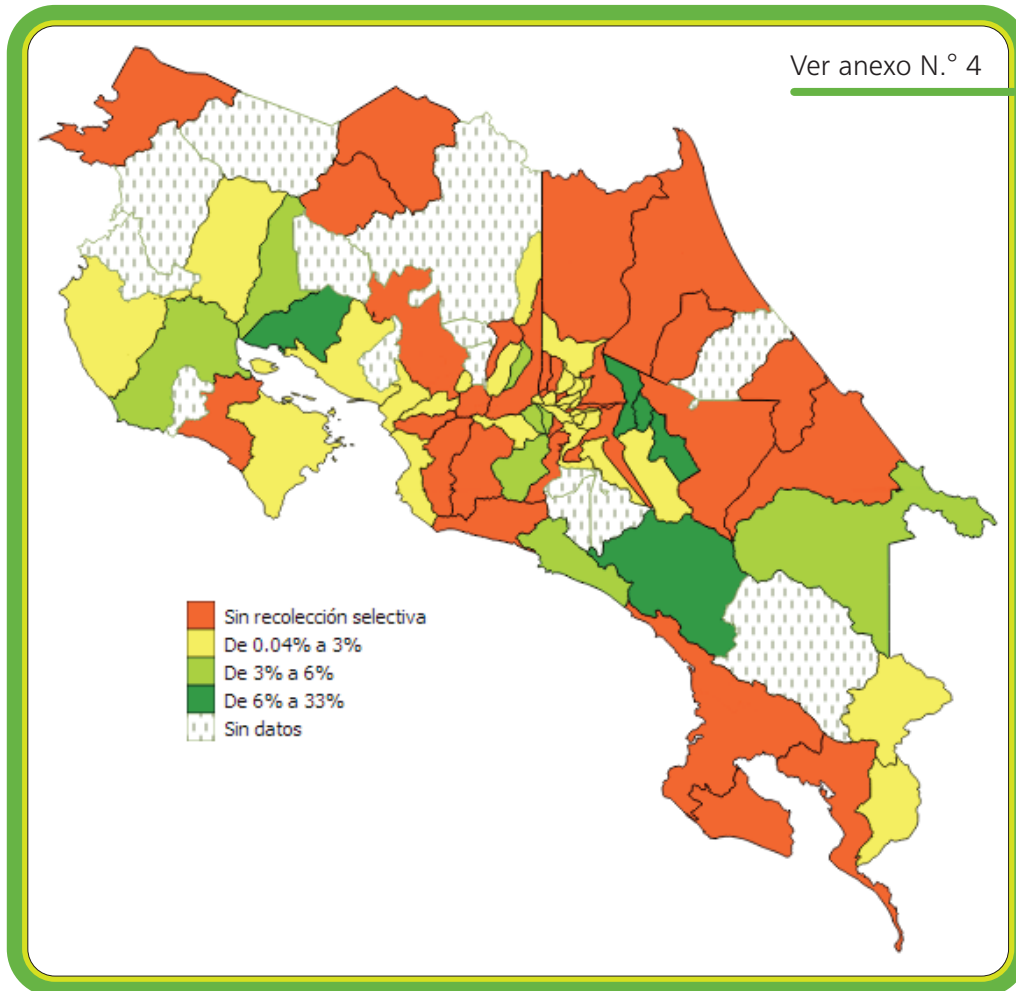 Ver anexo N.° 4
Sin recolección selectiva
De 0.04% a 3%
De 3% a 6%
De 6% a 33%
Sin datos